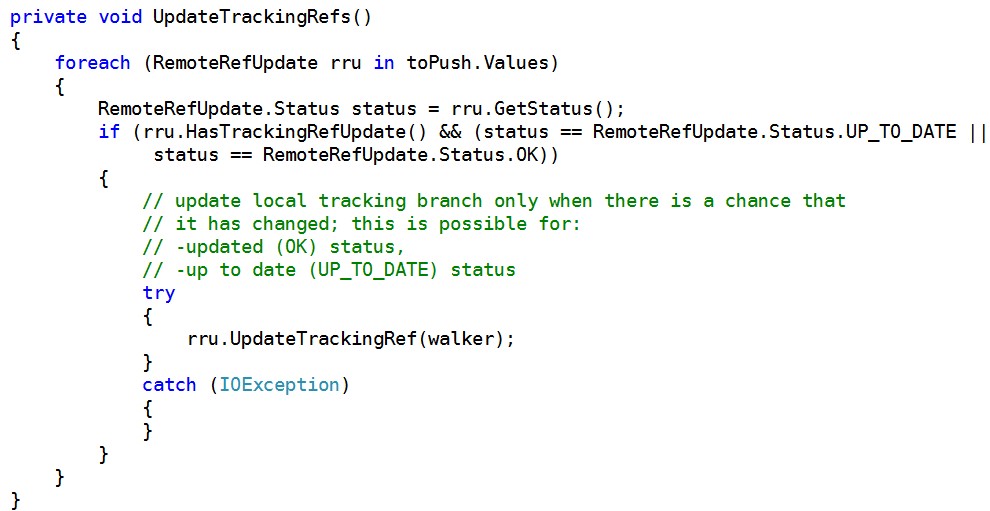 private void UpdateTrackingRefs()
{
    foreach (RemoteRefUpdate rru in toPush.Values)
    {
        RemoteRefUpdate.Status status = rru.GetStatus();
        if (rru.HasTrackingRefUpdate() && (status == RemoteRefUpdate.Status.UP_TO_DATE ||
             status == RemoteRefUpdate.Status.OK))
        {
            // update local tracking branch only when there is a chance that
            // it has changed; this is possible for:
            // -updated (OK) status,
            // -up to date (UP_TO_DATE) status
            try
            {
                rru.UpdateTrackingRef(walker);
            }
            catch (IOException)
            {
            }
        }
    }
}